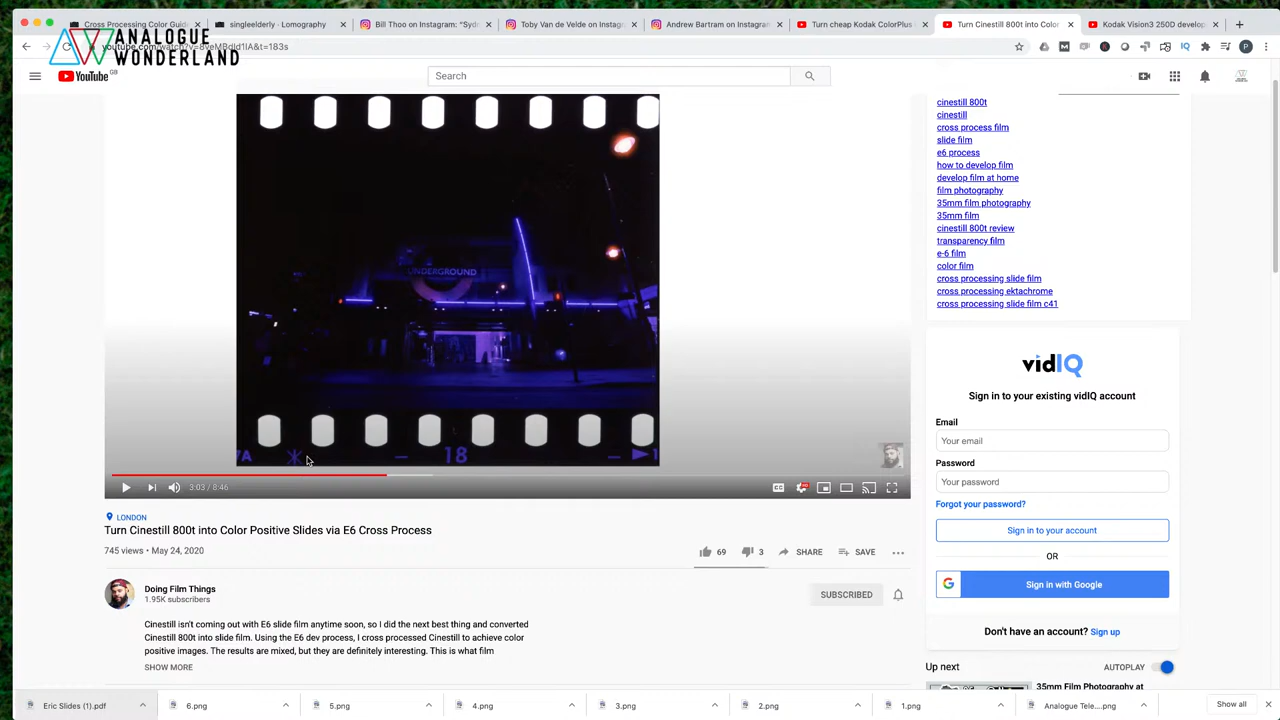 Cross Processing Color Guide
singleelderly - Lomography
Bill Thoo on Instagram: “Sydn
Toby Van de Velde on Instagram
Andrew Bartram on Instagram
Turn cheap Kodak ColorPlus
Turn Cinestill 800t into Color
Kodak Vision3 250D develop
ANALOGUE
WONDERLAND
YouTube GB
Search
UNDERGROUND
7A
18
3:03 / 8:46
CC
HD
LONDON
Turn Cinestill 800t into Color Positive Slides via E6 Cross Process
745 views • May 24, 2020
69
3
SHARE
SAVE
Doing Film Things
1.95K subscribers
SUBSCRIBED
Cinestill isn't coming out with E6 slide film anytime soon, so I did the next best thing and converted
Cinestill 800t into slide film. Using the E6 dev process, I cross processed Cinestill to achieve color
positive images. The results are mixed, but they are definitely interesting. This is what film
SHOW MORE
cinestill 800t
cinestill
cross process film
slide film
e6 process
how to develop film
develop film at home
film photography
35mm film photography
35mm film
cinestill 800t review
transparency film
e-6 film
color film
cross processing slide film
cross processing ektachrome
cross processing slide film c41
vidIQ
Sign in to your existing vidIQ account
Email
Your email
Password
Your password
Forgot your password?
Sign in to your account
OR
G Sign in with Google
Don't have an account? Sign up
Up next
AUTOPLAY
35mm Film Photography at
Eric Slides (1).pdf
6.png
5.png
4.png
3.png
2.png
1.png
Analogue Tele....png
Show all